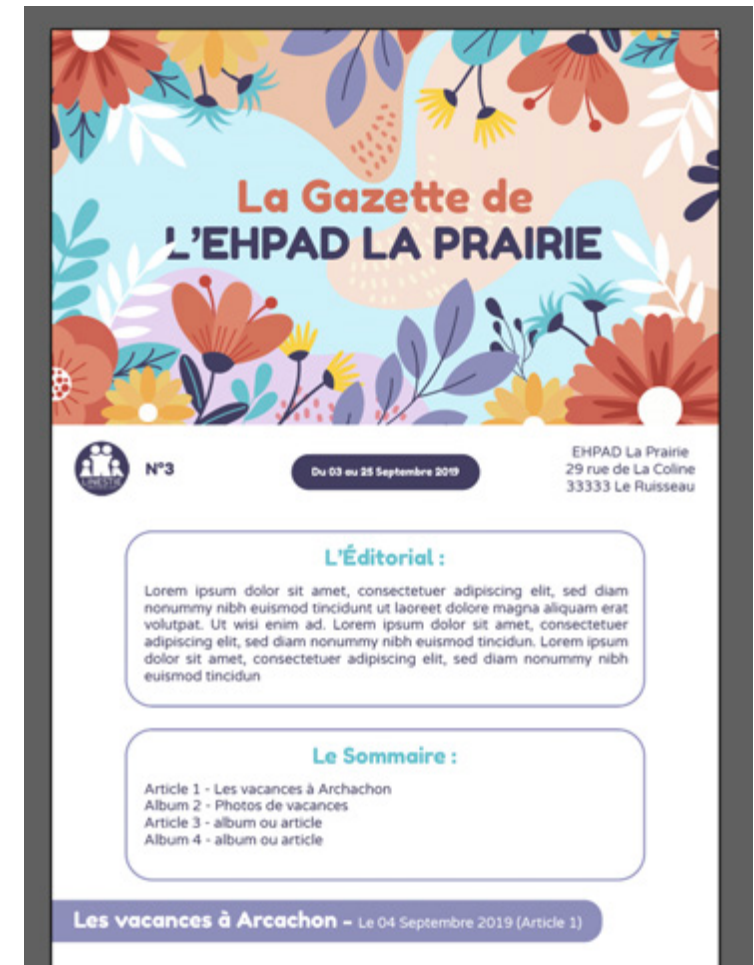 La Gazette de
L'EHPAD LA PRAIRIE
LINESTIE
N°3
Du 03 au 25 Septembre 2019
EHPAD La Prairie
29 rue de La Coline
33333 Le Ruisseau
L'Éditorial :
Lorem ipsum dolor sit amet, consectetuer adipiscing elit, sed diam
nonummy nibh euismod tincidunt ut laoreet dolore magna aliquam erat
volutpat. Ut wisi enim ad. Lorem ipsum dolor sit amet, consectetuer
adipiscing elit, sed diam nonummy nibh euismod tincidun. Lorem ipsum
dolor sit amet, consectetuer adipiscing elit, sed diam nonummy nibh
euismod tincidun
Le Sommaire :
Article 1 - Les vacances à Archachon
Album 2 - Photos de vacances
Article 3 - album ou article
Album 4 - album ou article
Les vacances à Arcachon – Le 04 Septembre 2019 (Article 1)